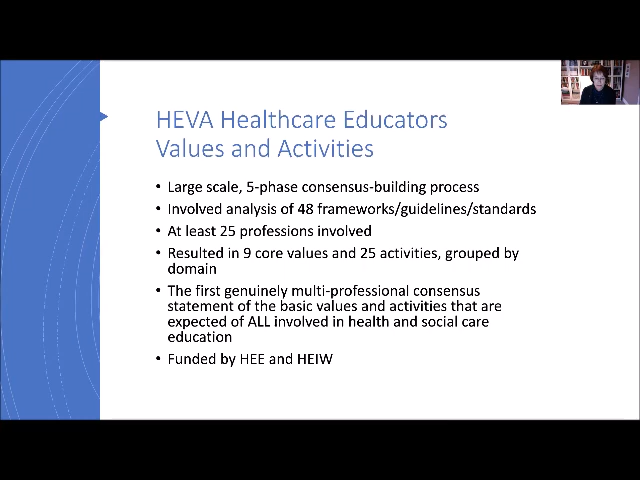 HEVA Healthcare Educators
Values and Activities
• Large scale, 5-phase consensus-building process
• Involved analysis of 48 frameworks/guidelines/standards
• At least 25 professions involved
• Resulted in 9 core values and 25 activities, grouped by
domain
• The first genuinely multi-professional consensus
statement of the basic values and activities that are
expected of ALL involved in health and social care
education
• Funded by HEE and HEIW